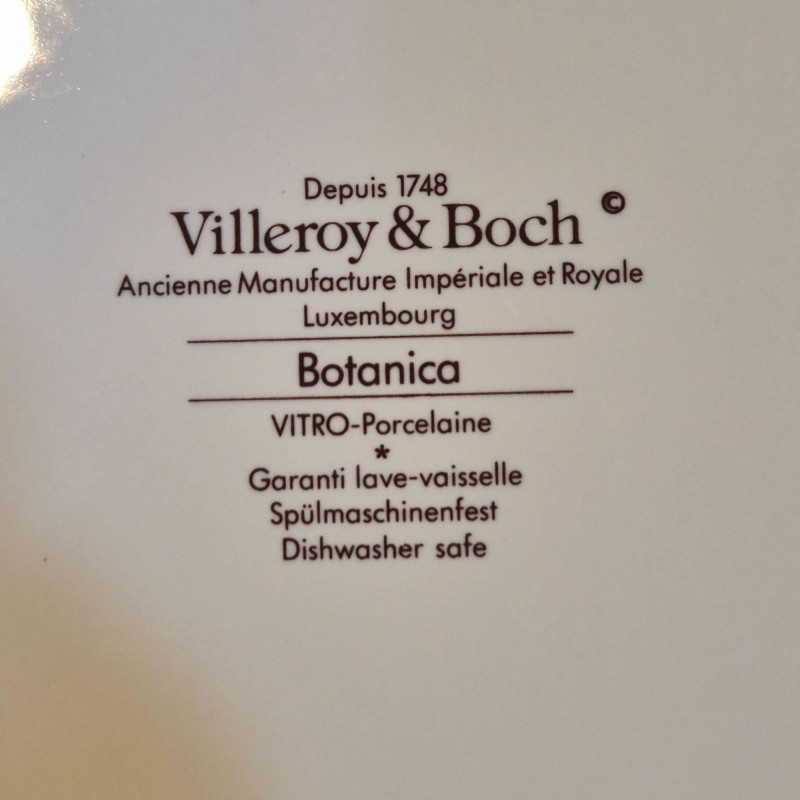 Depuis 1748
Villeroy & Boch ©
Ancienne Manufacture Impériale et Royale
Luxembourg
Botanica
VITRO-Porcelaine
*
Garanti lave-vaisselle
Spülmaschinenfest
Dishwasher safe